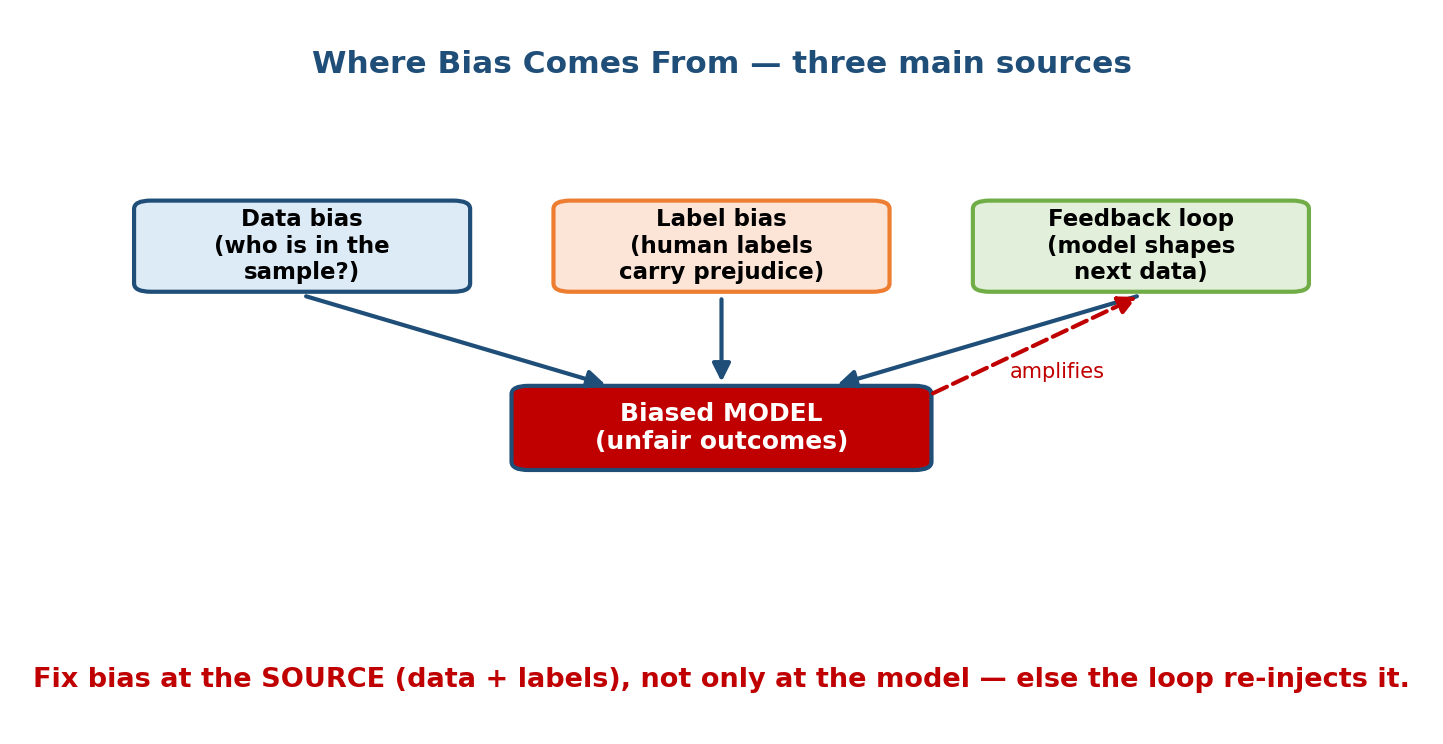 Where Bias Comes From — three main sources
Data bias
(who is in the
sample?)
Label bias
(human labels
carry prejudice)
Feedback loop
(model shapes
next data)
amplifies
Biased MODEL
(unfair outcomes)
Fix bias at the SOURCE (data + labels), not only at the model — else the loop re-injects it.